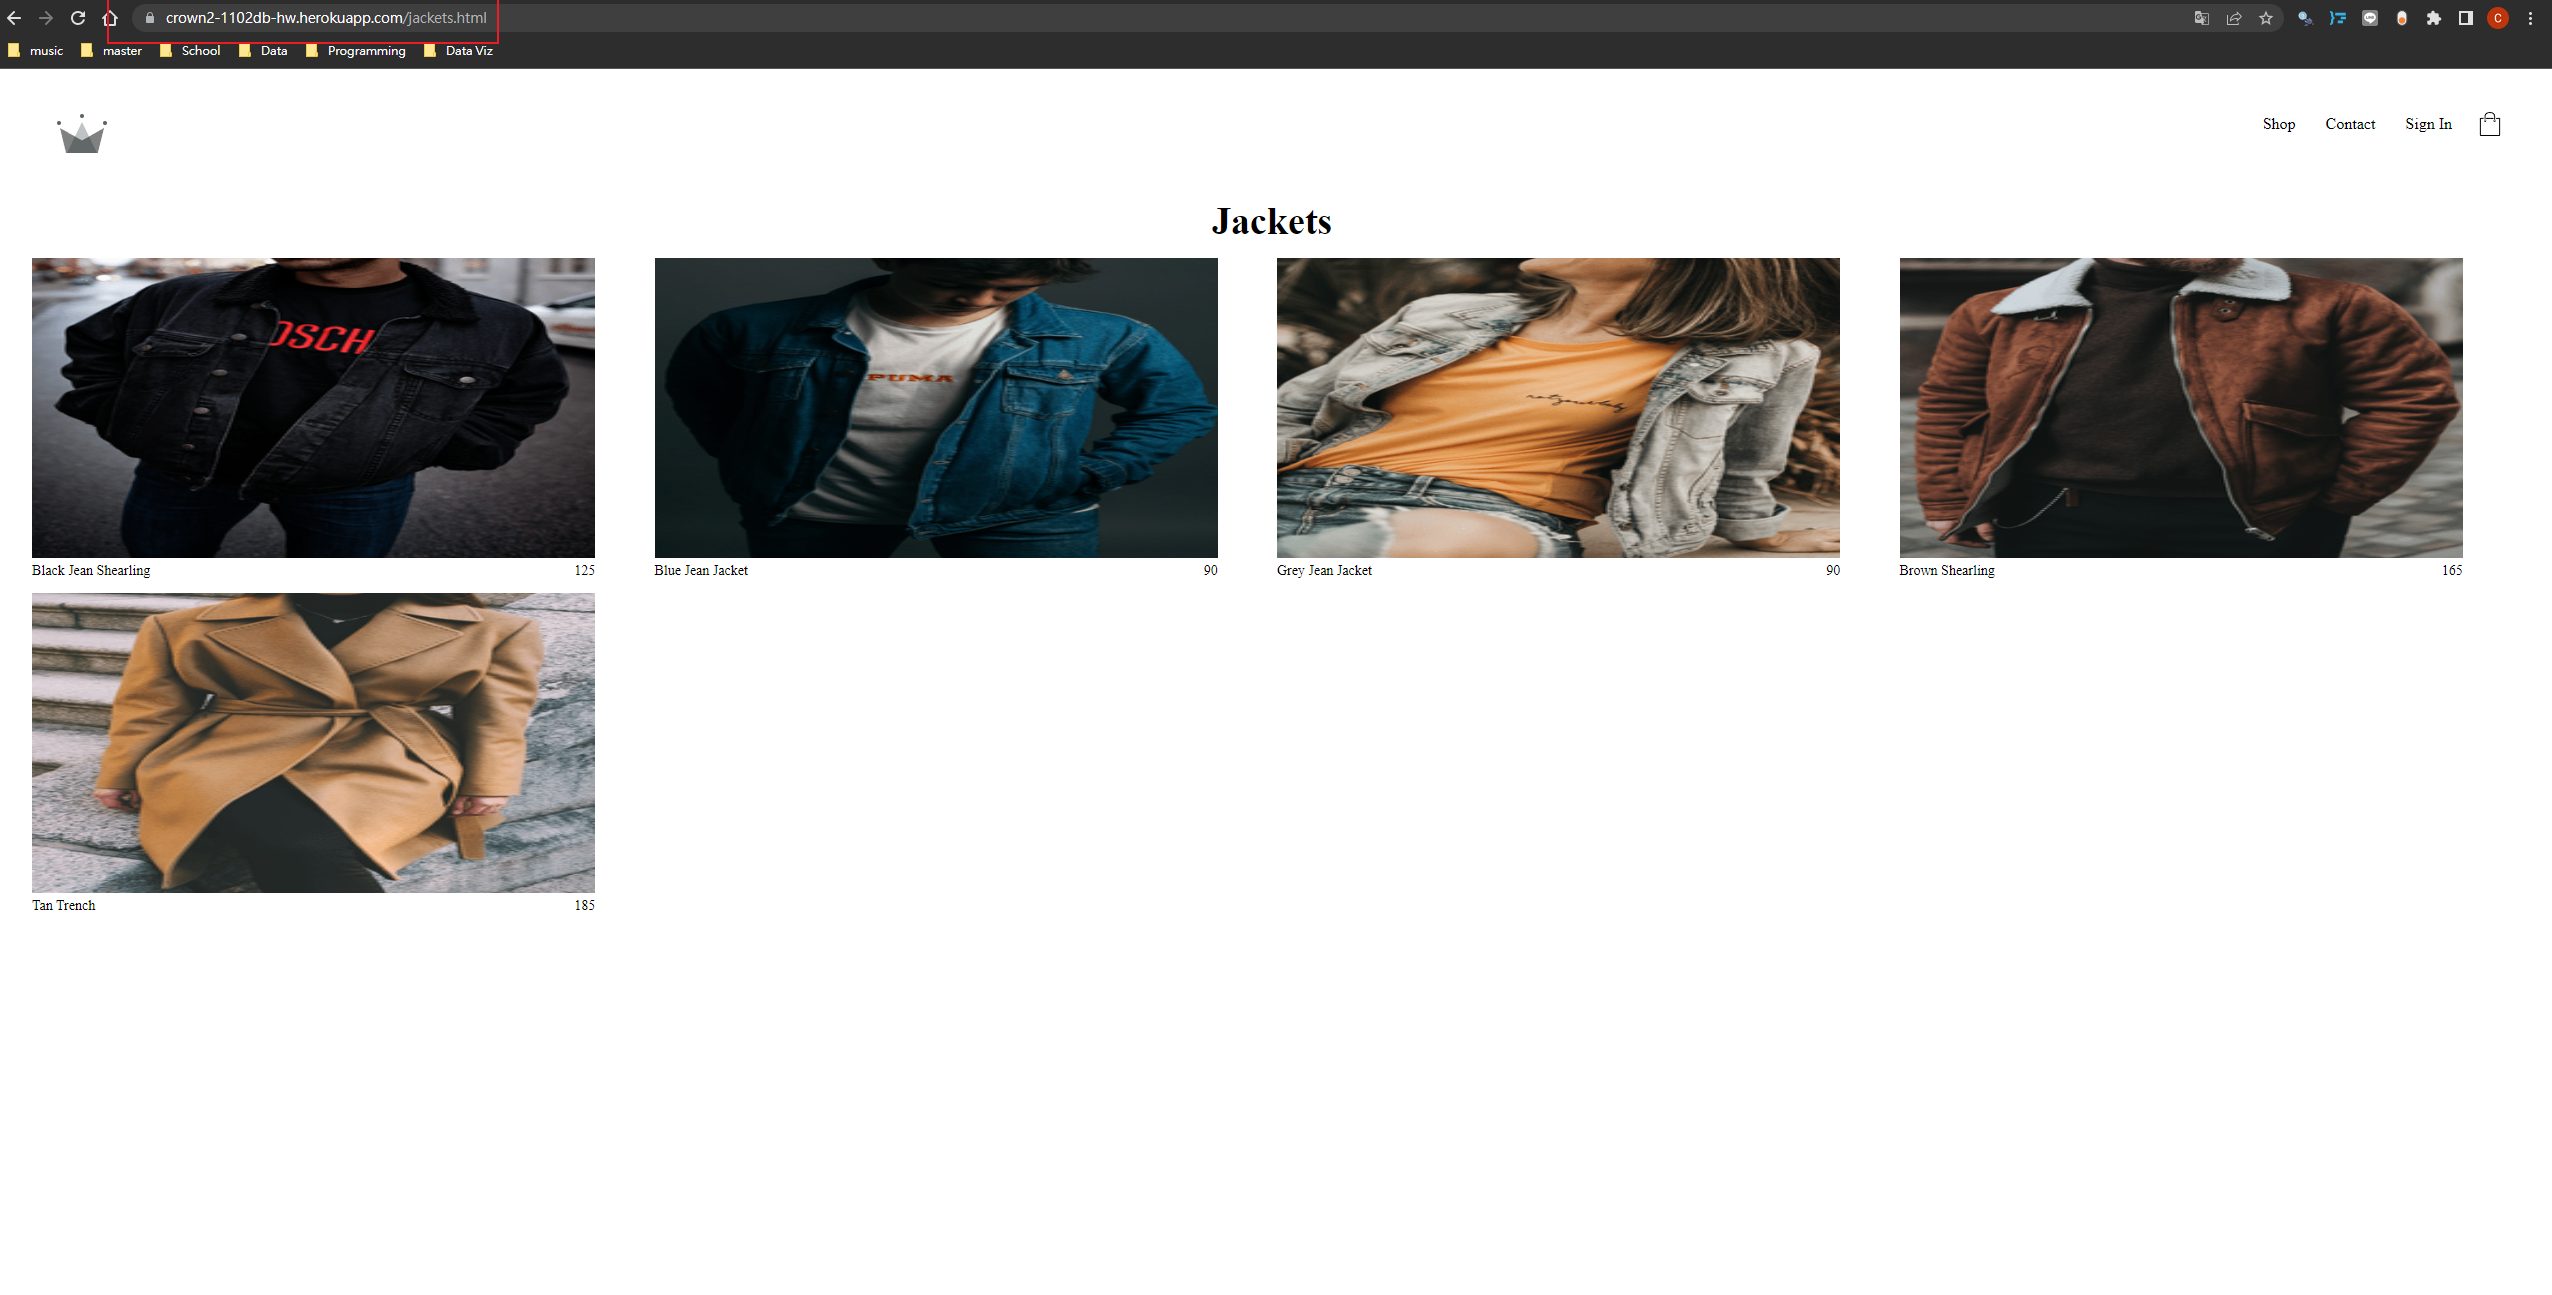 crown2-1102db-hw.herokuapp.com/jackets.html
C
music master School Data Programming Data Viz
Shop Contact Sign In
Jackets
OSCH
PUMA
notyourbaby
Black Jean Shearling 125
Blue Jean Jacket 90
Grey Jean Jacket 90
Brown Shearling 165
Tan Trench 185